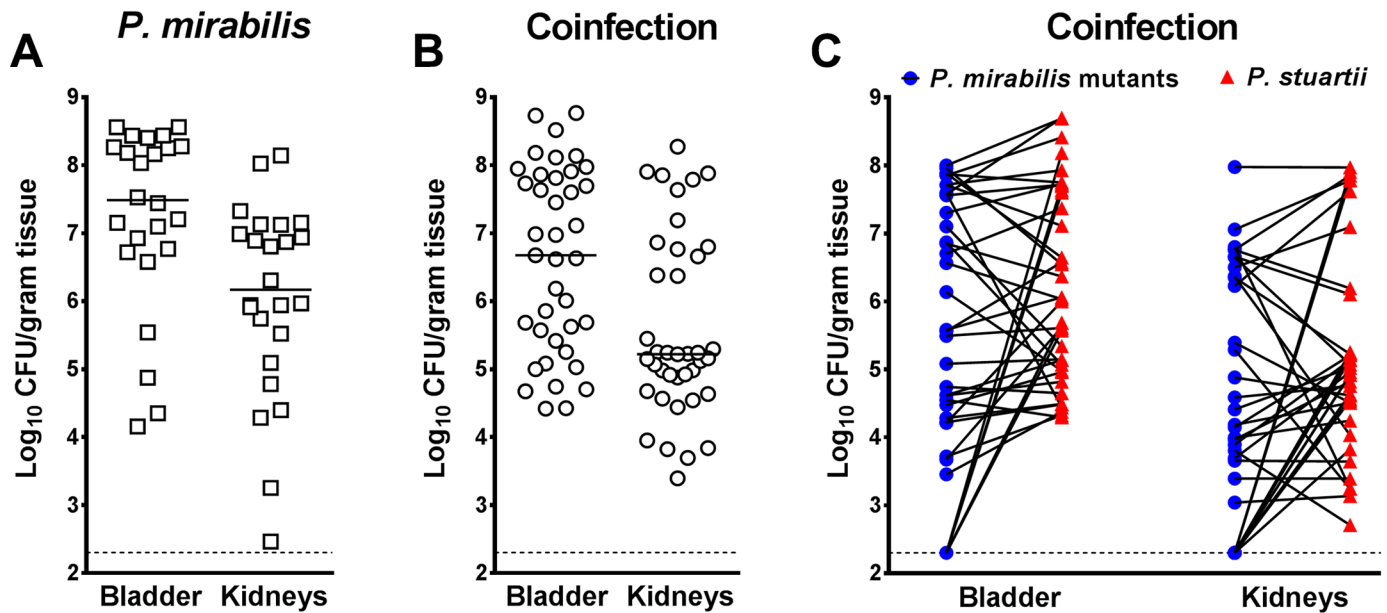 A
P. mirabilis
Log10 CFU/gram tissue
9
8
7
6
5
4
3
2
Bladder Kidneys
B
Coinfection
Log10 CFU/gram tissue
9
8
7
6
5
4
3
2
Bladder Kidneys
C
Coinfection
P. mirabilis mutants P. stuartii
Log10 CFU/gram tissue
9
8
7
6
5
4
3
2
Bladder Kidneys